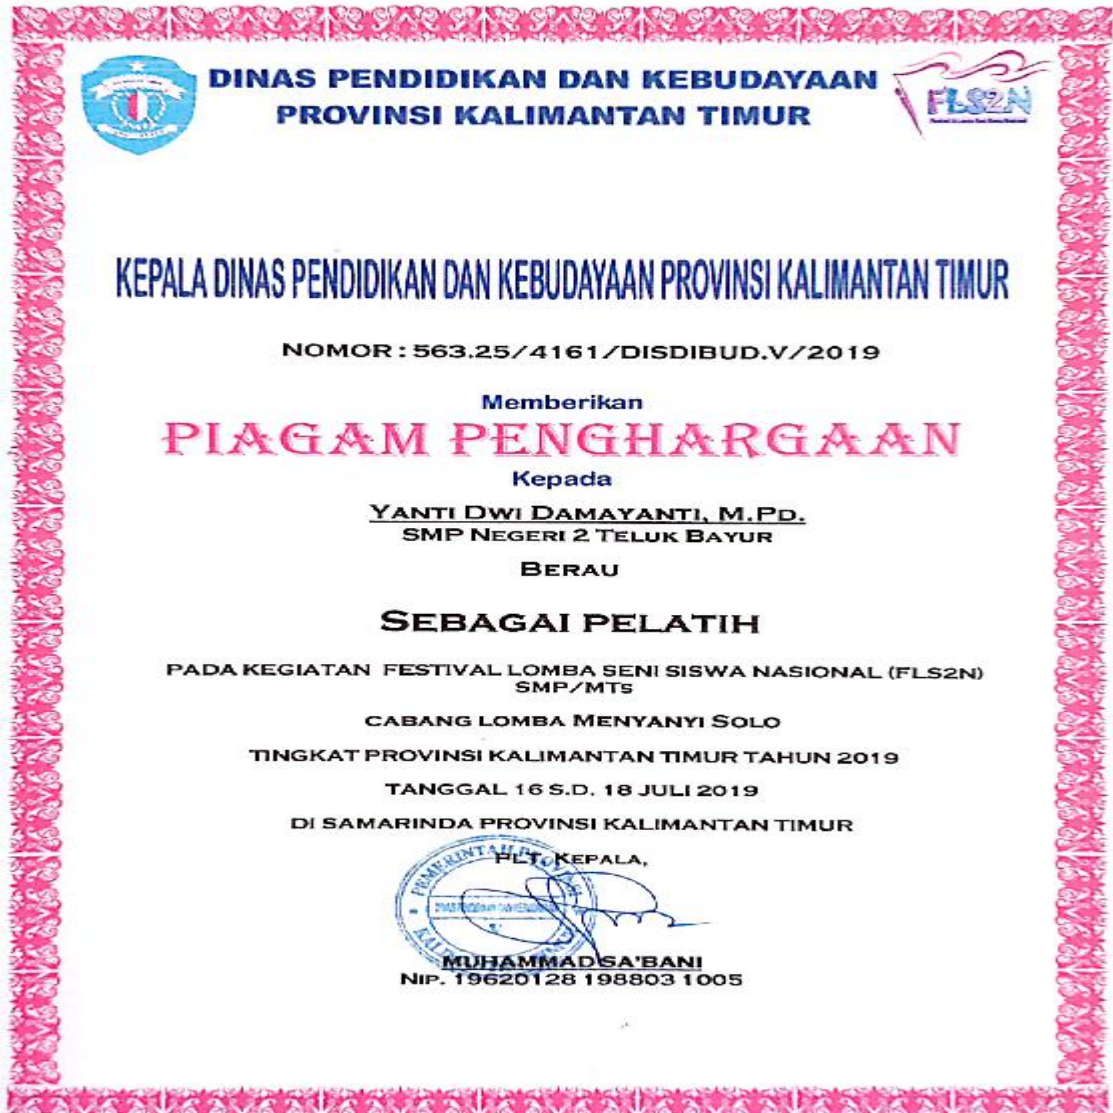 DINAS PENDIDIKAN DAN KEBUDAYAAN
PROVINSI KALIMANTAN TIMUR
FLS2N
KEPALA DINAS PENDIDIKAN DAN KEBUDAYAAN PROVINSI KALIMANTAN TIMUR
NOMOR : 563.25/4161/DISDIBUD.V/2019
Memberikan
PIAGAM PENGHARGAAN
Kepada
YANTI DWI DAMAYANTI, M.PD.
SMP NEGERI 2 TELUK BAYUR
BERAU
SEBAGAI PELATIH
PADA KEGIATAN FESTIVAL LOMBA SENI SISWA NASIONAL (FLS2N)
SMP/MTS
CABANG LOMBA MENYANYI SOLO
TINGKAT PROVINSI KALIMANTAN TIMUR TAHUN 2019
TANGGAL 16 S.D. 18 JULI 2019
DI SAMARINDA PROVINSI KALIMANTAN TIMUR
PLT. KEPALA,
PEMERINTAH PROVINSI
MUHAMMAD SA'BANI
NIP. 19620128 198803 1005